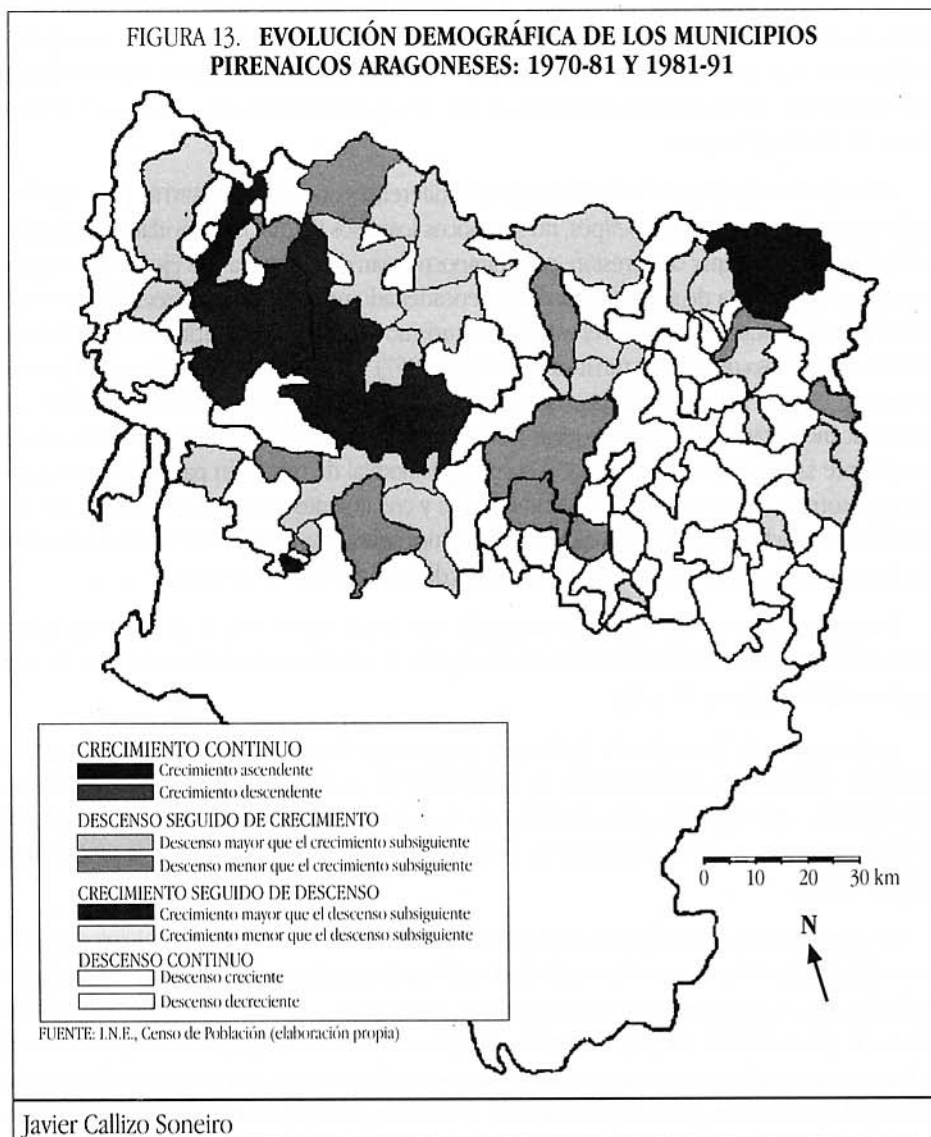 FIGURA 13. EVOLUCIÓN DEMOGRÁFICA DE LOS MUNICIPIOS
PIRENAICOS ARAGONESES: 1970-81 Y 1981-91
CRECIMIENTO CONTINUO
Crecimiento ascendente
Crecimiento descendente
DESCENSO SEGUIDO DE CRECIMIENTO
Descenso mayor que el crecimiento subsiguiente
Descenso menor que el crecimiento subsiguiente
CRECIMIENTO SEGUIDO DE DESCENSO
Crecimiento mayor que el descenso subsiguiente
Crecimiento menor que el descenso subsiguiente
DESCENSO CONTINUO
Descenso creciente
Descenso decreciente
0 10 20 30 km
N
FUENTE: I.N.E., Censo de Población (elaboración propia)
Javier Callizo Soneiro